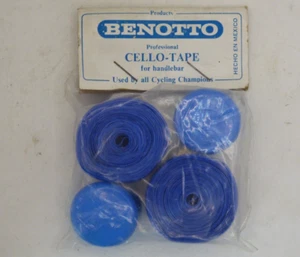 Products
BENOTTO
Professional
CELLO-TAPE
for handlebar
Used by all Cycling Champions
HECHO EN MEXICO